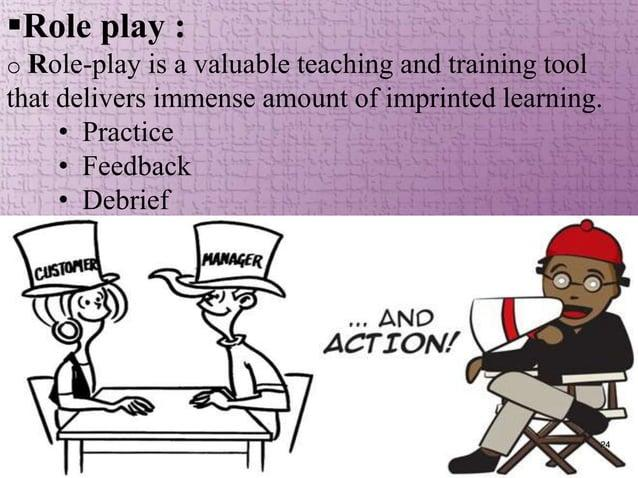 ▪Role play :
o Role-play is a valuable teaching and training tool
that delivers immense amount of imprinted learning.
• Practice
• Feedback
• Debrief
CUSTOMER
MANAGER
... AND
ACTION!
24